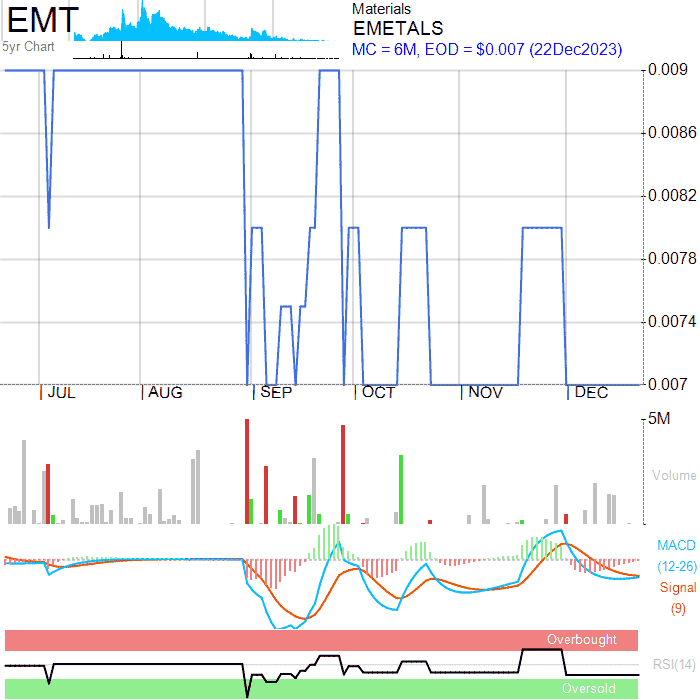 EMT
5yr Chart
Materials
EMETALS
MC = 6M, EOD = $0.007 (22Dec2023)
0.009
0.0086
0.0082
0.0078
0.0074
0.007
JUL AUG SEP OCT NOV DEC
5M
Volume
MACD
(12-26)
Signal
(9)
Overbought
RSI(14)
Oversold